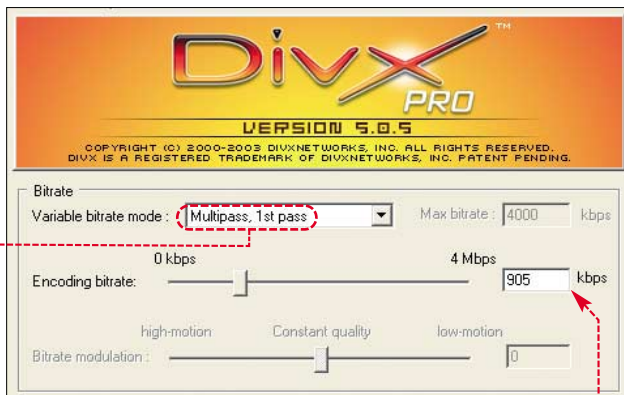 DivX™
PRO
VERSION 5.0.5
COPYRIGHT (C) 2000-2003 DIVXNETWORKS, INC. ALL RIGHTS RESERVED.
DIVX IS A REGISTERED TRADEMARK OF DIVXNETWORKS, INC. PATENT PENDING.
Bitrate
Variable bitrate mode : Multipass, 1st pass Max bitrate : 4000 kbps
0 kbps 4 Mbps
Encoding bitrate: 905 kbps
high-motion Constant quality low-motion
Bitrate modulation : 0